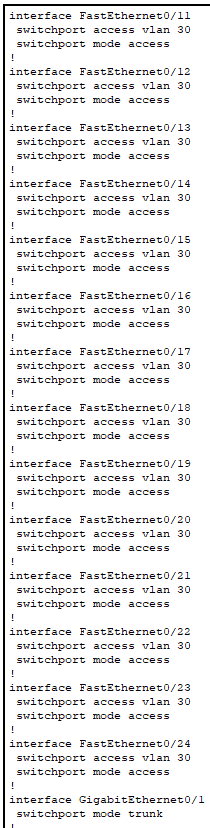 interface FastEthernet0/11
switchport access vlan 30
switchport mode access
!
interface FastEthernet0/12
switchport access vlan 30
switchport mode access
!
interface FastEthernet0/13
switchport access vlan 30
switchport mode access
!
interface FastEthernet0/14
switchport access vlan 30
switchport mode access
!
interface FastEthernet0/15
switchport access vlan 30
switchport mode access
!
interface FastEthernet0/16
switchport access vlan 30
switchport mode access
!
interface FastEthernet0/17
switchport access vlan 30
switchport mode access
!
interface FastEthernet0/18
switchport access vlan 30
switchport mode access
!
interface FastEthernet0/19
switchport access vlan 30
switchport mode access
!
interface FastEthernet0/20
switchport access vlan 30
switchport mode access
!
interface FastEthernet0/21
switchport access vlan 30
switchport mode access
!
interface FastEthernet0/22
switchport access vlan 30
switchport mode access
!
interface FastEthernet0/23
switchport access vlan 30
switchport mode access
!
interface FastEthernet0/24
switchport access vlan 30
switchport mode access
!
interface GigabitEthernet0/1
switchport mode trunk
!